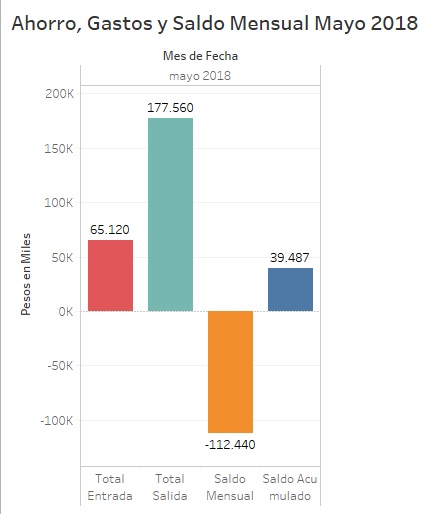 Ahorro, Gastos y Saldo Mensual Mayo 2018
Mes de Fecha
mayo 2018
Pesos en Miles
200K
150K
100K
50K
0K
-50K
-100K
65.120
177.560
-112.440
39.487
Total
Entrada
Total
Salida
Saldo
Mensual
Saldo Acu
mulado